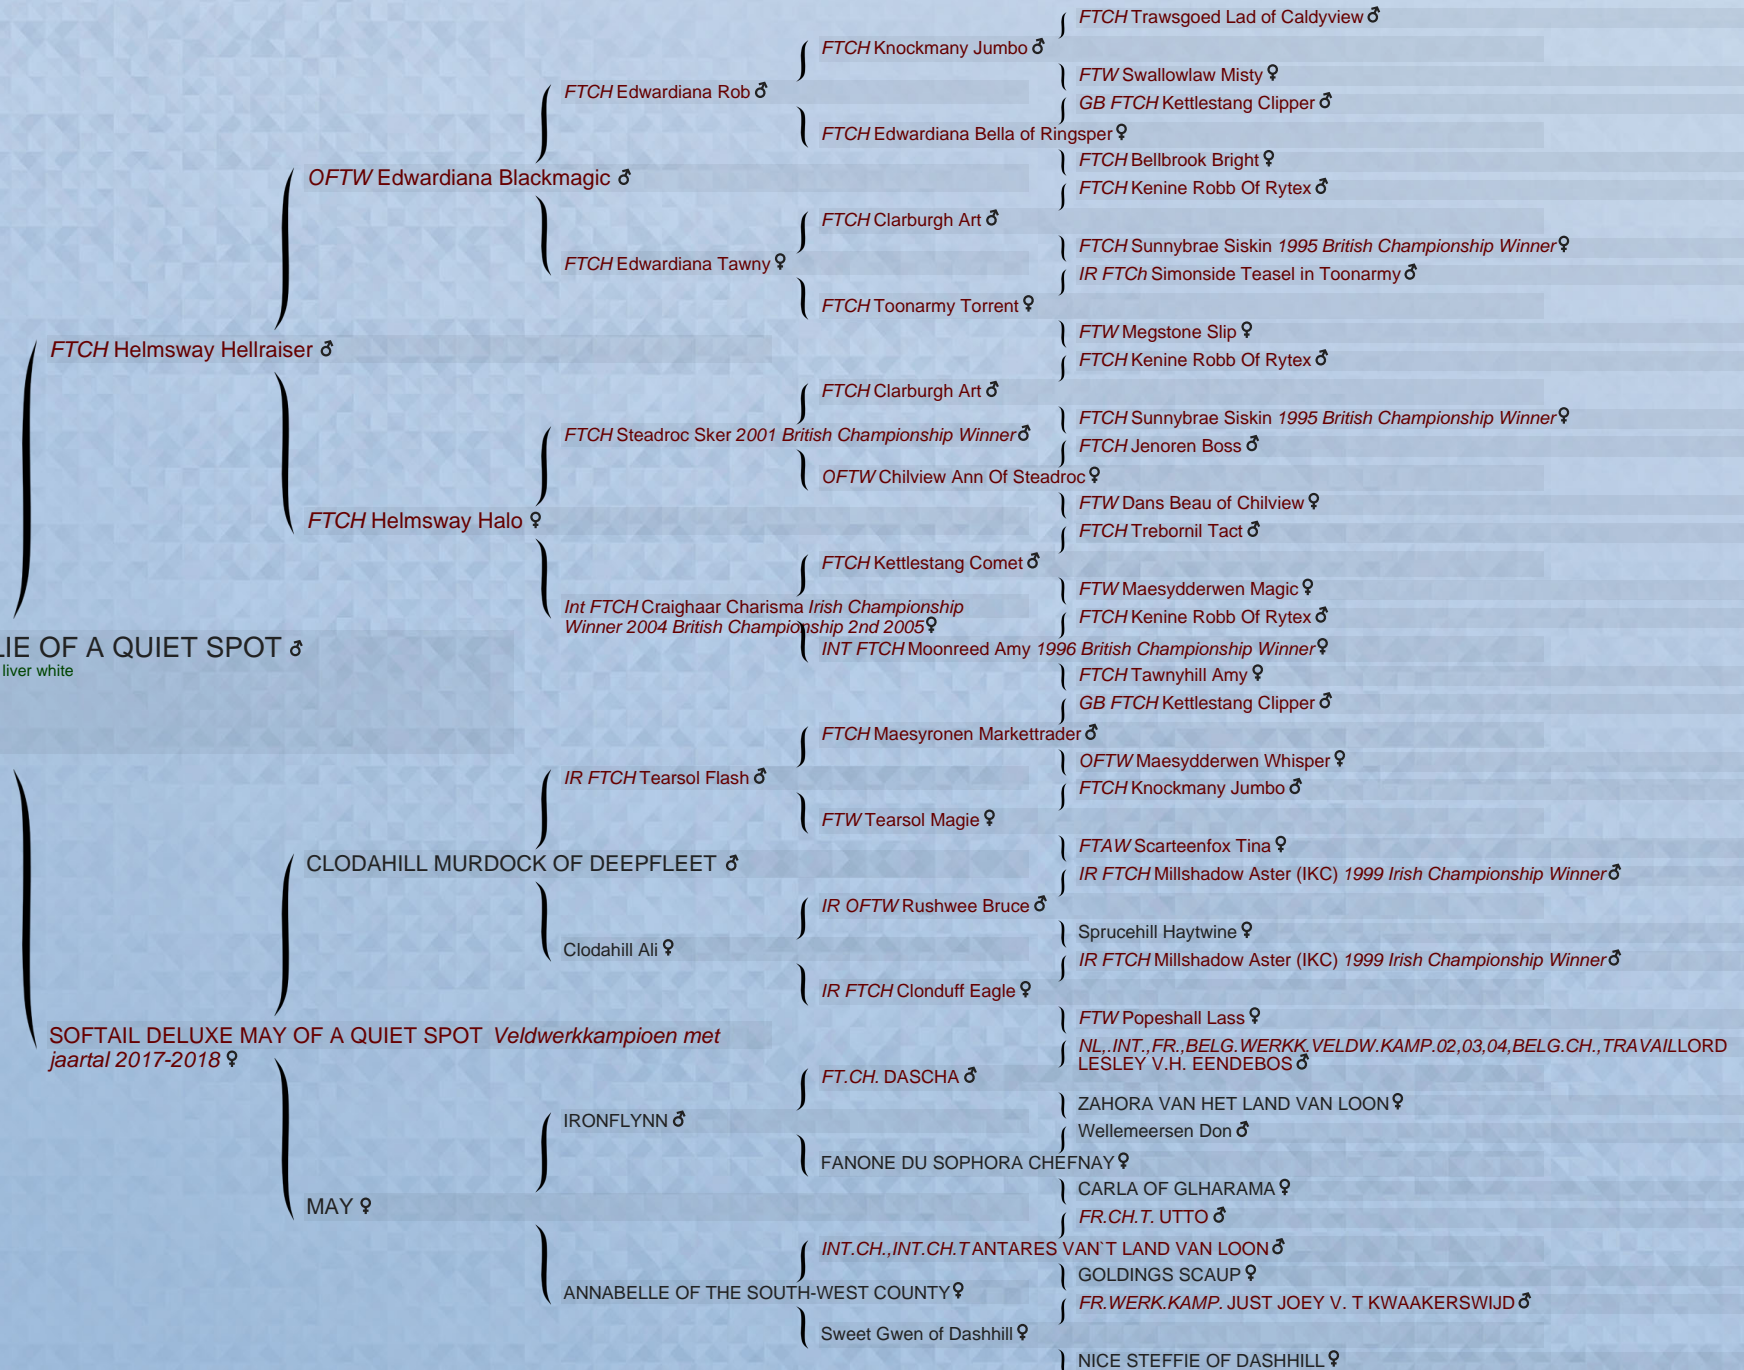 FTCH Trawsgoed Lad of Caldyview ♂
FTCH Knockmany Jumbo ♂
FTW Swallowlaw Misty ♀
FTCH Edwardiana Rob ♂
GB FTCH Kettlestang Clipper ♂
FTCH Edwardiana Bella of Ringsper ♀
FTCH Bellbrook Bright ♀
OFTW Edwardiana Blackmagic ♂
FTCH Kenine Robb Of Rytex ♂
FTCH Clarburgh Art ♂
FTCH Sunnybrae Siskin 1995 British Championship Winner ♀
FTCH Edwardiana Tawny ♀
IR FTCh Simonside Teasel in Toonarmy ♂
FTCH Toonarmy Torrent ♀
FTW Megstone Slip ♀
FTCH Helmsway Hellraiser ♂
FTCH Kenine Robb Of Rytex ♂
FTCH Clarburgh Art ♂
FTCH Sunnybrae Siskin 1995 British Championship Winner ♀
FTCH Steadroc Sker 2001 British Championship Winner ♂
FTCH Jenoren Boss ♂
OFTW Chilview Ann Of Steadroc ♀
FTW Dans Beau of Chilview ♀
FTCH Helmsway Halo ♀
FTCH Trebornil Tact ♂
FTCH Kettlestang Comet ♂
FTW Maesydderwen Magic ♀
Int FTCH Craighaar Charisma Irish Championship
Winner 2004 British Championship 2nd 2005 ♀
FTCH Kenine Robb Of Rytex ♂
INT FTCH Moonreed Amy 1996 British Championship Winner ♀
FTCH Tawnyhill Amy ♀
LIE OF A QUIET SPOT ♂
liver white
GB FTCH Kettlestang Clipper ♂
FTCH Maesyronen Markettrader ♂
OFTW Maesydderwen Whisper ♀
IR FTCH Tearsol Flash ♂
FTCH Knockmany Jumbo ♂
FTW Tearsol Magie ♀
FTAW Scarteenfox Tina ♀
CLODAHILL MURDOCK OF DEEPFLEET ♂
IR FTCH Millshadow Aster (IKC) 1999 Irish Championship Winner ♂
IR OFTW Rushwee Bruce ♂
Sprucehill Haytwine ♀
Clodahill Ali ♀
IR FTCH Millshadow Aster (IKC) 1999 Irish Championship Winner ♂
IR FTCH Clonduff Eagle ♀
FTW Popeshall Lass ♀
SOFTAIL DELUXE MAY OF A QUIET SPOT Veldwerkkampioen met
jaartal 2017-2018 ♀
NL,.INT.,FR.,BELG.WERKK.VELDW.KAMP.02,03,04,BELG.CH.,TRAVAILLORD
LESLEY V.H. EENDEBOS ♂
FT.CH. DASCHA ♂
ZAHORA VAN HET LAND VAN LOON ♀
IRONFLYNN ♂
Wellemeersen Don ♂
FANONE DU SOPHORA CHEFNAY ♀
CARLA OF GLHARAMA ♀
MAY ♀
FR.CH.T. UTTO ♂
INT.CH.,INT.CH.T ANTARES VAN`T LAND VAN LOON ♂
GOLDINGS SCAUP ♀
ANNABELLE OF THE SOUTH-WEST COUNTY ♀
FR.WERK.KAMP. JUST JOEY V. T KWAAKERSWIJD ♂
Sweet Gwen of Dashhill ♀
NICE STEFFIE OF DASHHILL ♀